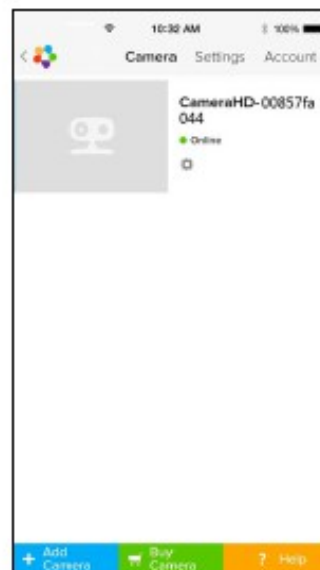 10:32 AM 100%
Camera Settings Account
CameraHD-00857fa
044
Online
+ Add
Camera
Buy
Camera
? Help